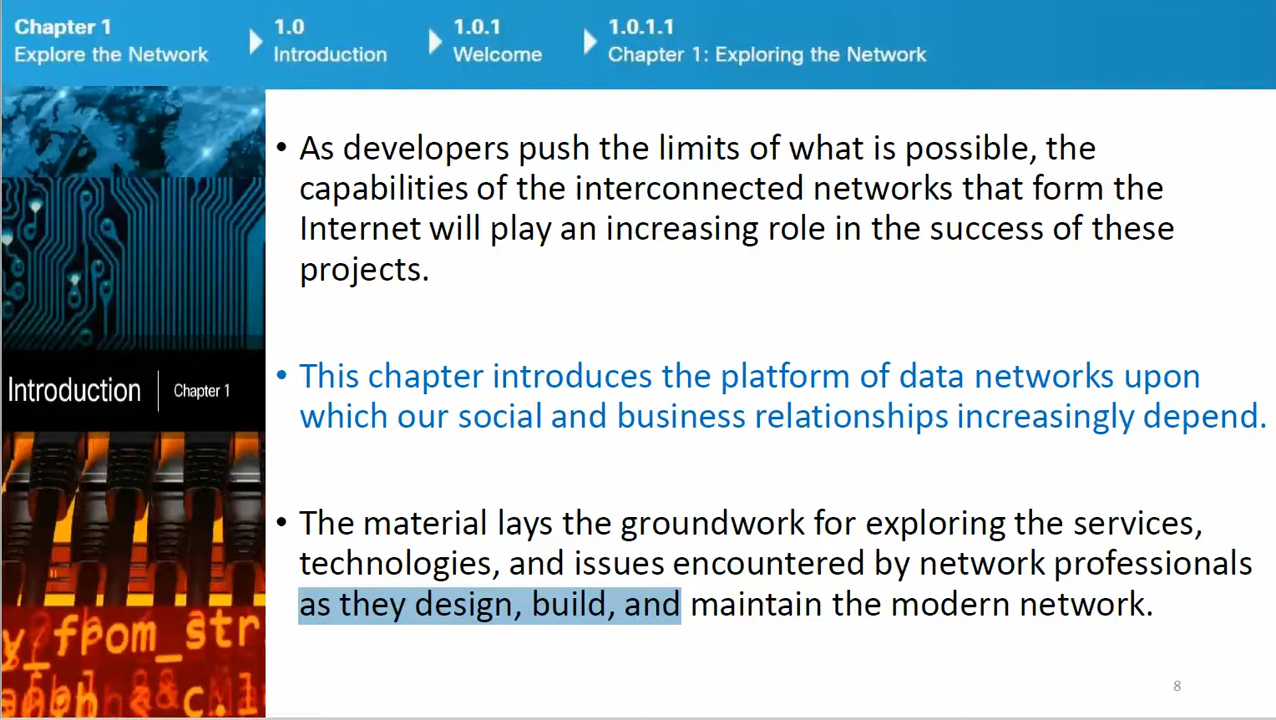 Chapter 1
Explore the Network
1.0
Introduction
1.0.1
Welcome
1.0.1.1
Chapter 1: Exploring the Network
• As developers push the limits of what is possible, the
capabilities of the interconnected networks that form the
Internet will play an increasing role in the success of these
projects.
Introduction | Chapter 1
• This chapter introduces the platform of data networks upon
which our social and business relationships increasingly depend.
• The material lays the groundwork for exploring the services,
technologies, and issues encountered by network professionals
as they design, build, and maintain the modern network.
y_from_str
8